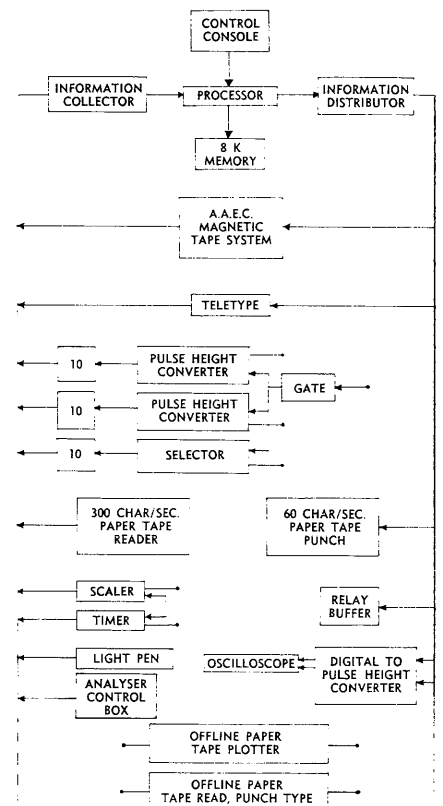 CONTROL
CONSOLE
INFORMATION
COLLECTOR
PROCESSOR
INFORMATION
DISTRIBUTOR
8 K
MEMORY
A.A.E.C.
MAGNETIC
TAPE SYSTEM
TELETYPE
10
PULSE HEIGHT
CONVERTER
GATE
10
PULSE HEIGHT
CONVERTER
10
SELECTOR
300 CHAR/SEC.
PAPER TAPE
READER
60 CHAR/SEC.
PAPER TAPE
PUNCH
SCALER
TIMER
RELAY
BUFFER
LIGHT PEN
OSCILLOSCOPE
DIGITAL TO
PULSE HEIGHT
CONVERTER
ANALYSER
CONTROL
BOX
OFFLINE PAPER
TAPE PLOTTER
OFFLINE PAPER
TAPE READ, PUNCH TYPE